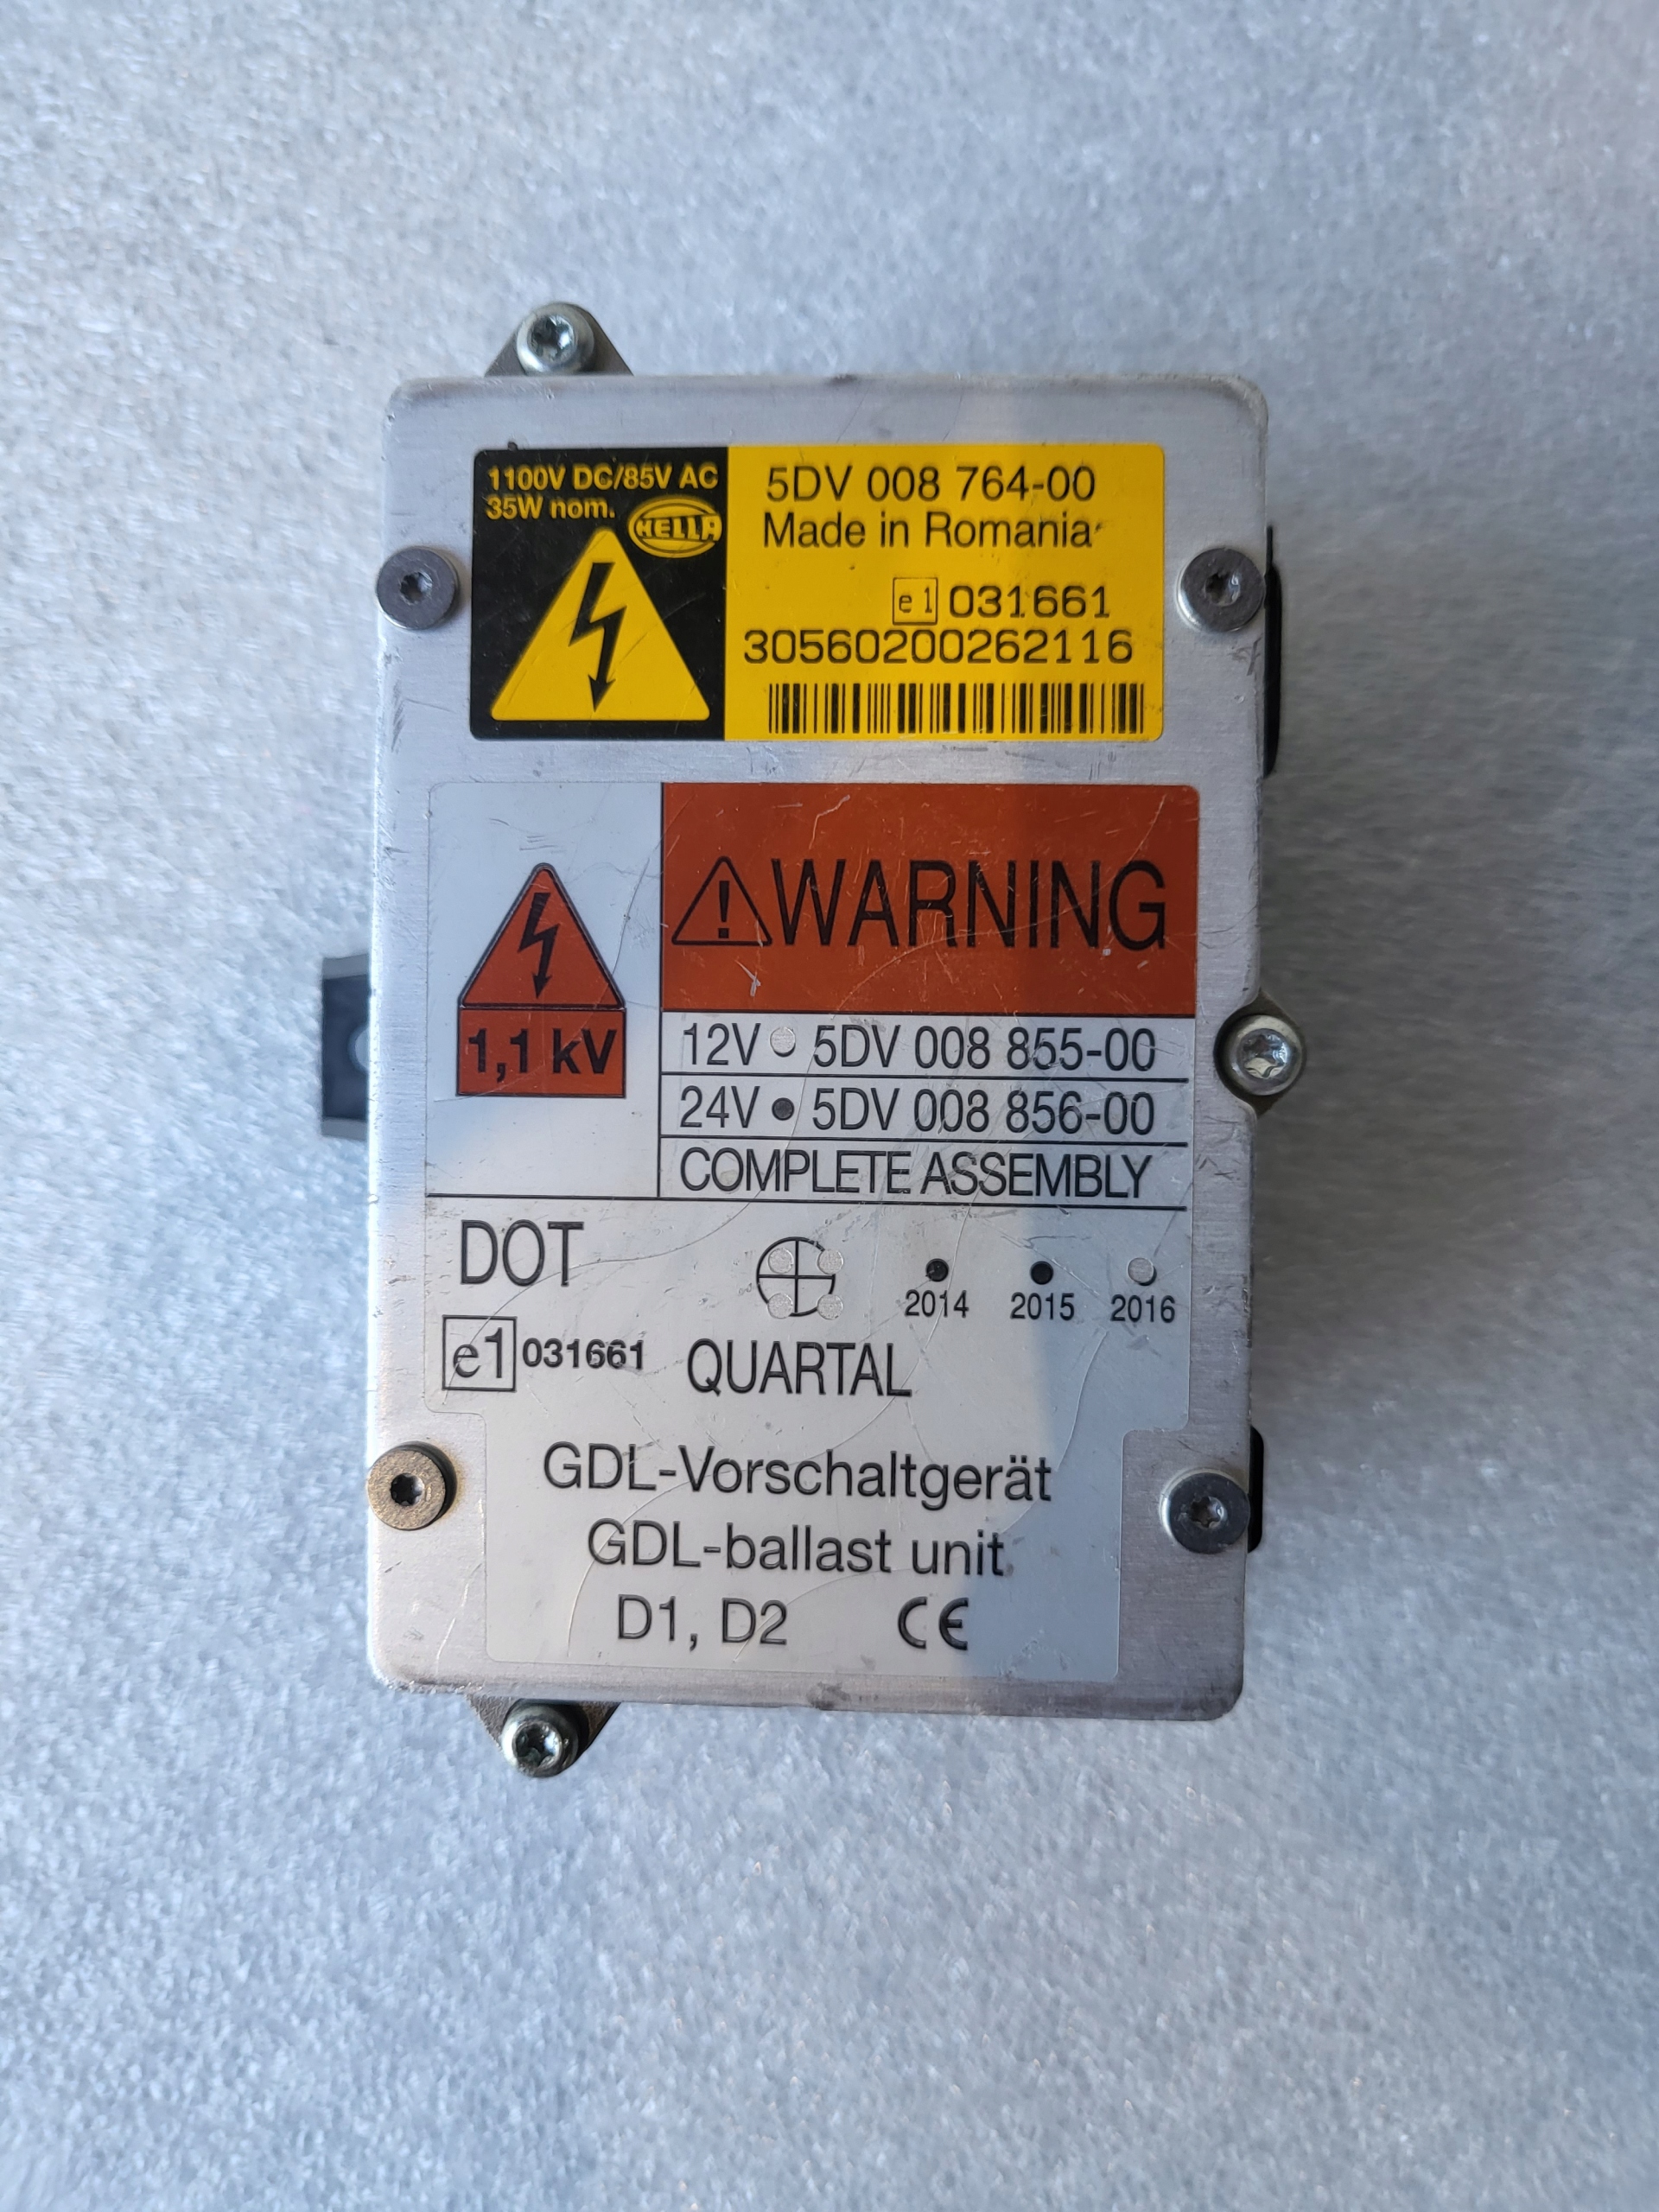 1100V DC/85V AC
35W nom.
HELLA
5DV 008 764-00
Made in Romania
e1 031661
30560200262116
WARNING
1,1 kV
12V 5DV 008 855-00
24V 5DV 008 856-00
COMPLETE ASSEMBLY
DOT
2014 2015 2016
e1 031661 QUARTAL
GDL-Vorschaltgerät
GDL-ballast unit
D1, D2 CE